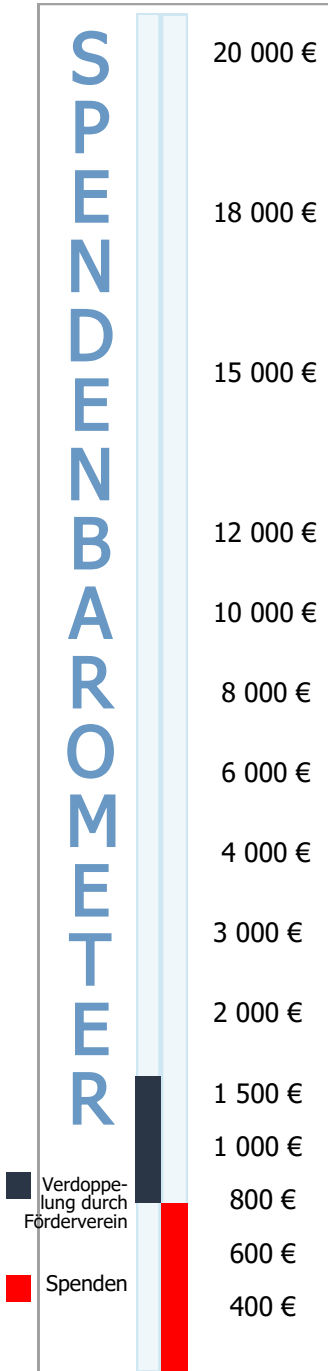 SPENDENBAROMETER
20 000 €
18 000 €
15 000 €
12 000 €
10 000 €
8 000 €
6 000 €
4 000 €
3 000 €
2 000 €
1 500 €
1 000 €
800 €
600 €
400 €
Verdoppe-
lung durch
Förderverein
Spenden